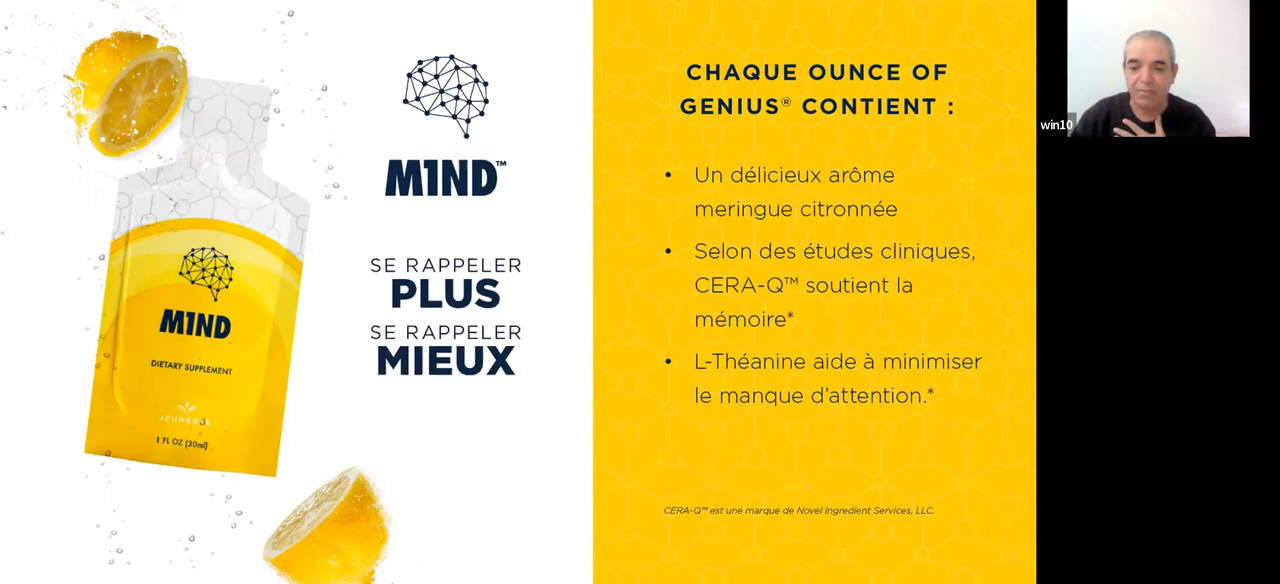 M1ND
DIETARY SUPPLEMENT
JEUNESSE
1 FL OZ (30ml)
M1ND™
SE RAPPELER
PLUS
SE RAPPELER
MIEUX
CHAQUE OUNCE OF
GENIUS® CONTIENT :
• Un délicieux arôme
meringue citronnée
• Selon des études cliniques,
CERA-Q™ soutient la
mémoire*
• L-Théanine aide à minimiser
le manque d'attention.*
CERA-Q™ est une marque de Novel Ingredient Services, LLC.
win10